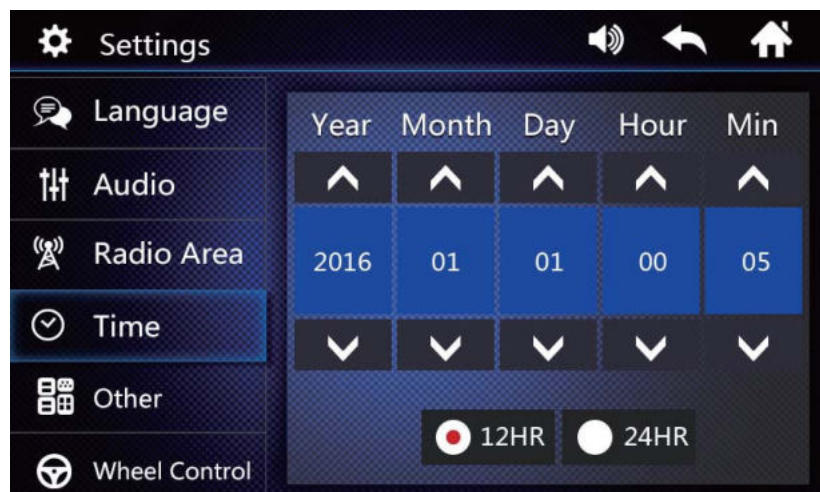 Settings
Language
Audio
Radio Area
Time
Other
Wheel Control
Year Month Day Hour Min
2016 01 01 00 05
12HR 24HR